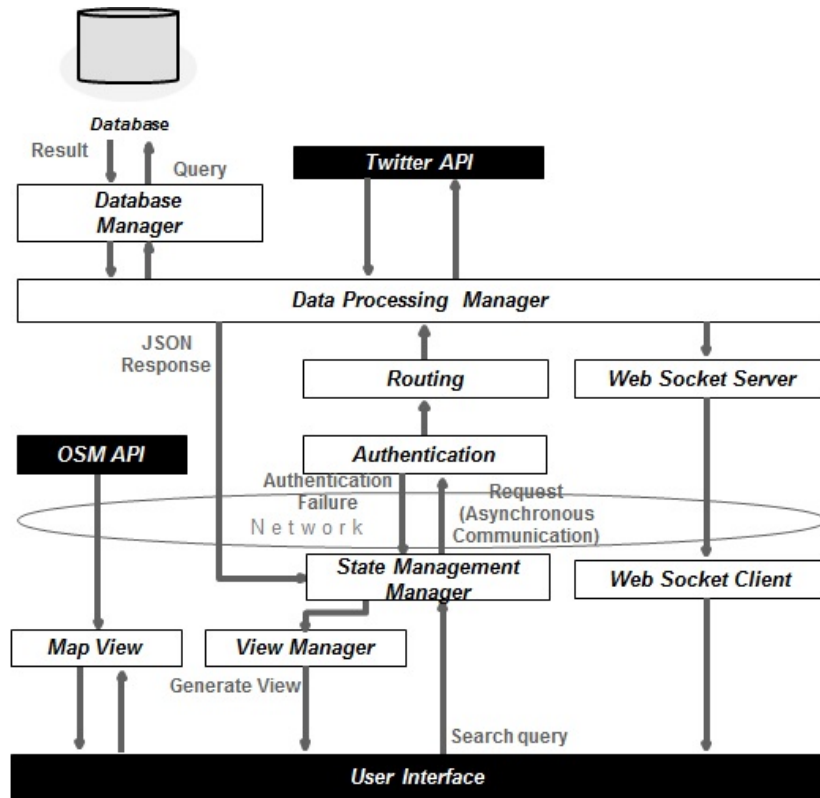 Database
Result
Query
Twitter API
Database
Manager
Data Processing Manager
JSON
Response
Routing
Web Socket Server
OSM API
Authentication
Authentication
Failure
Request
(Asynchronous
Communication)
Network
State Management
Manager
Web Socket Client
Map View
View Manager
Generate View
Search query
User Interface